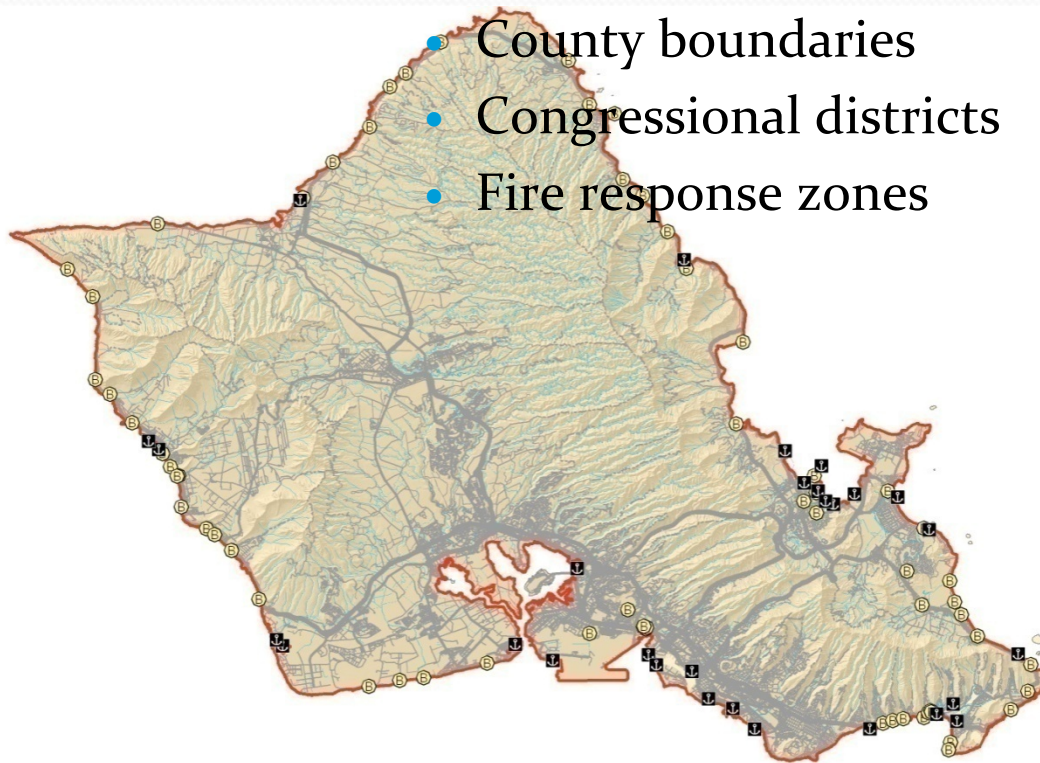 • County boundaries
• Congressional districts
• Fire response zones